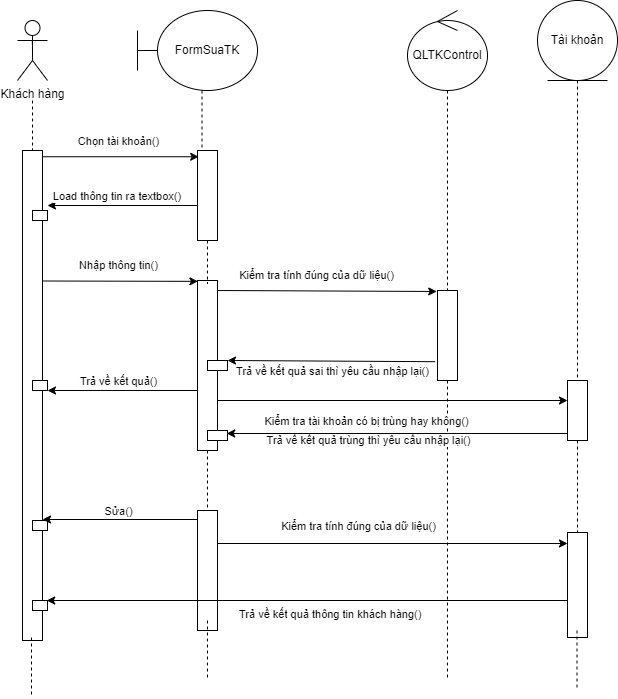 Khách hàng
FormSuaTK
QLTKControl
Tài khoản
Chọn tài khoản()
Load thông tin ra textbox()
Nhập thông tin()
Kiểm tra tính đúng của dữ liệu()
Trả về kết quả sai thì yêu cầu nhập lại()
Trả về kết quả()
Kiểm tra tài khoản có bị trùng hay không()
Trả về kết quả trùng thì yêu cầu nhập lại()
Sửa()
Kiểm tra tính đúng của dữ liệu()
Trả về kết quả thông tin khách hàng()